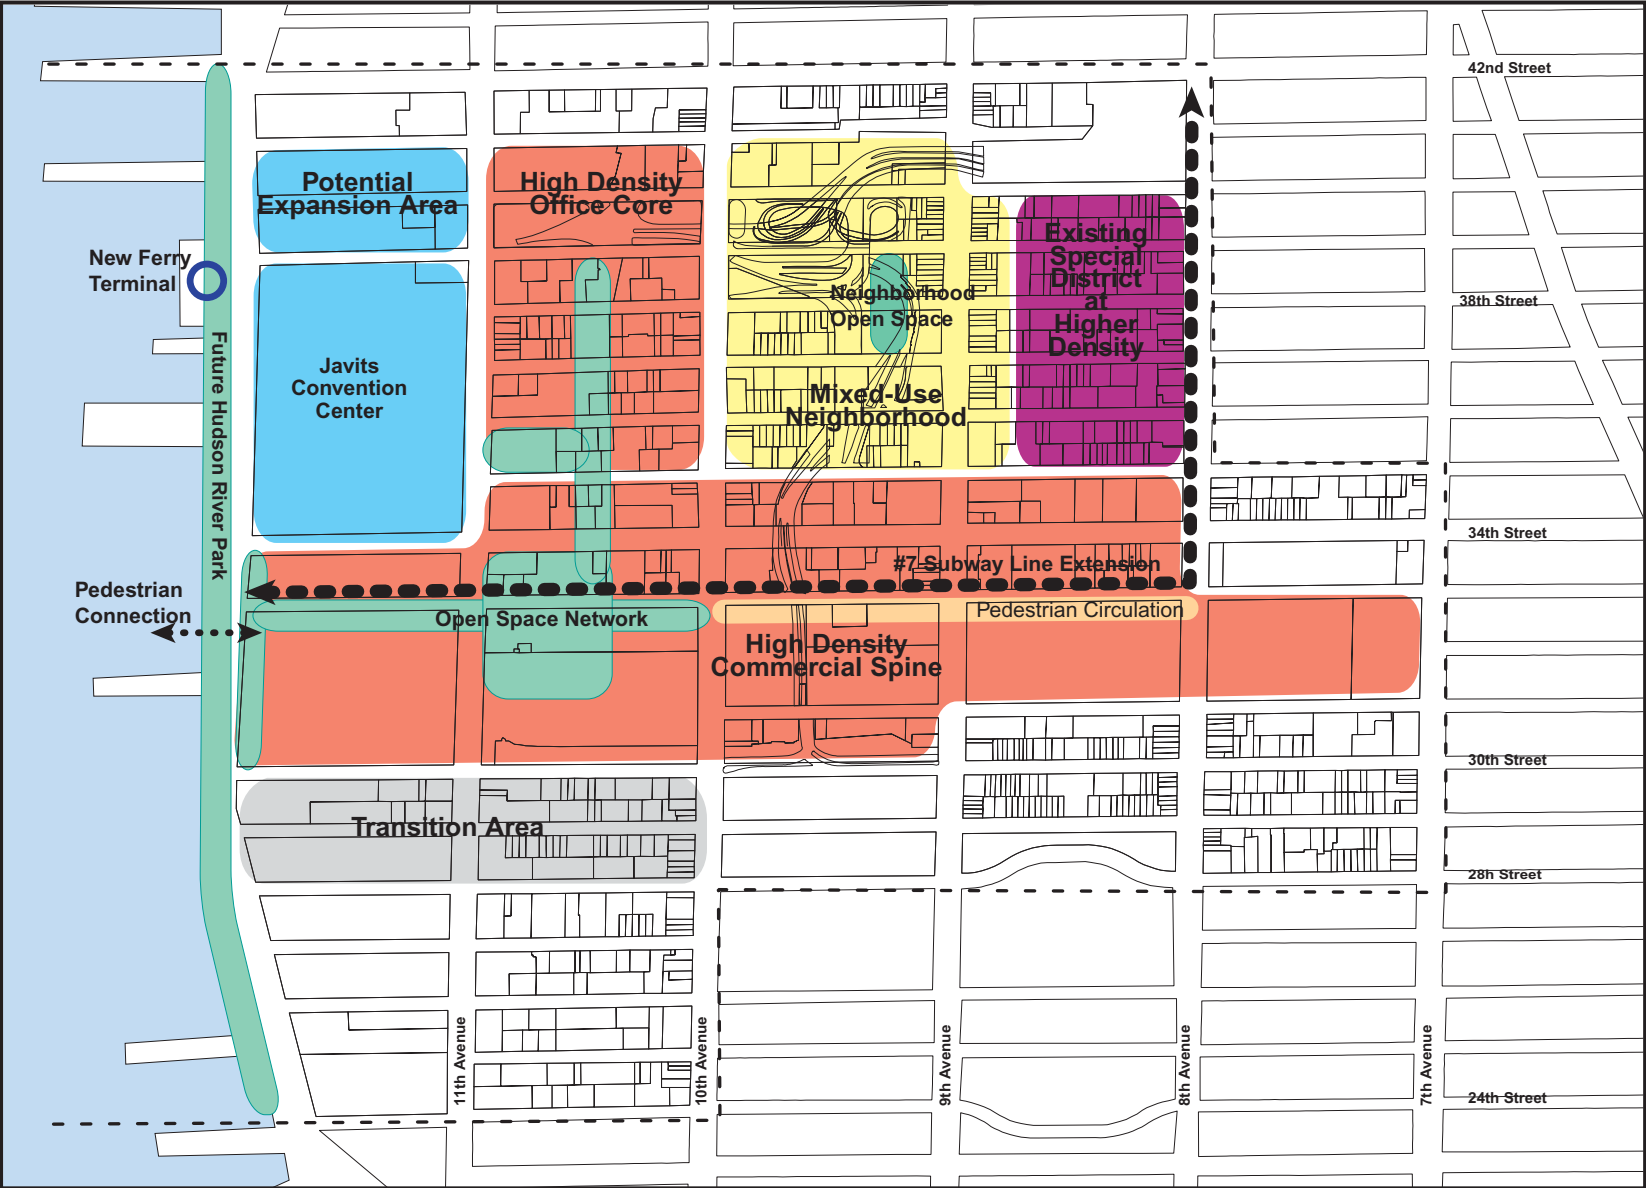 42nd Street
Potential
Expansion Area
High Density
Office Core
Existing
Special
District
at
Higher
Density
New Ferry
Terminal
Neighborhood
Open Space
38th Street
Future Hudson River Park
Javits
Convention
Center
Mixed-Use
Neighborhood
34th Street
#7 Subway Line Extension
Pedestrian
Connection
Open Space Network
Pedestrian Circulation
High Density
Commercial Spine
30th Street
Transition Area
28h Street
11th Avenue
10th Avenue
9th Avenue
8th Avenue
7th Avenue
24th Street